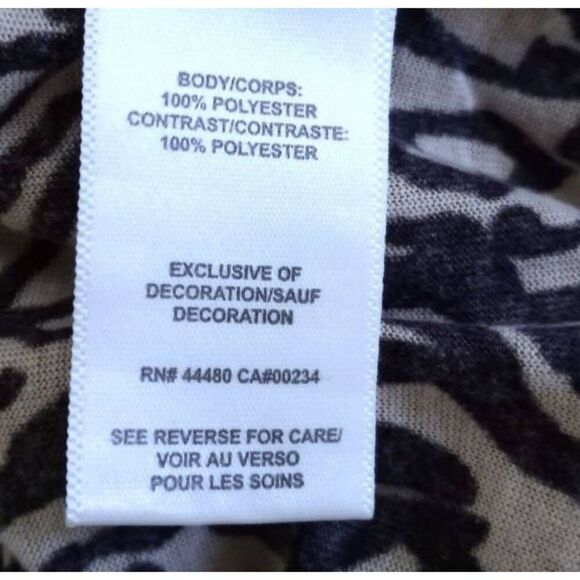 BODY/CORPS:
100% POLYESTER
CONTRAST/CONTRASTE:
100% POLYESTER
EXCLUSIVE OF
DECORATION/SAUF
DECORATION
RN# 44480 CA#00234
SEE REVERSE FOR CARE/
VOIR AU VERSO
POUR LES SOINS